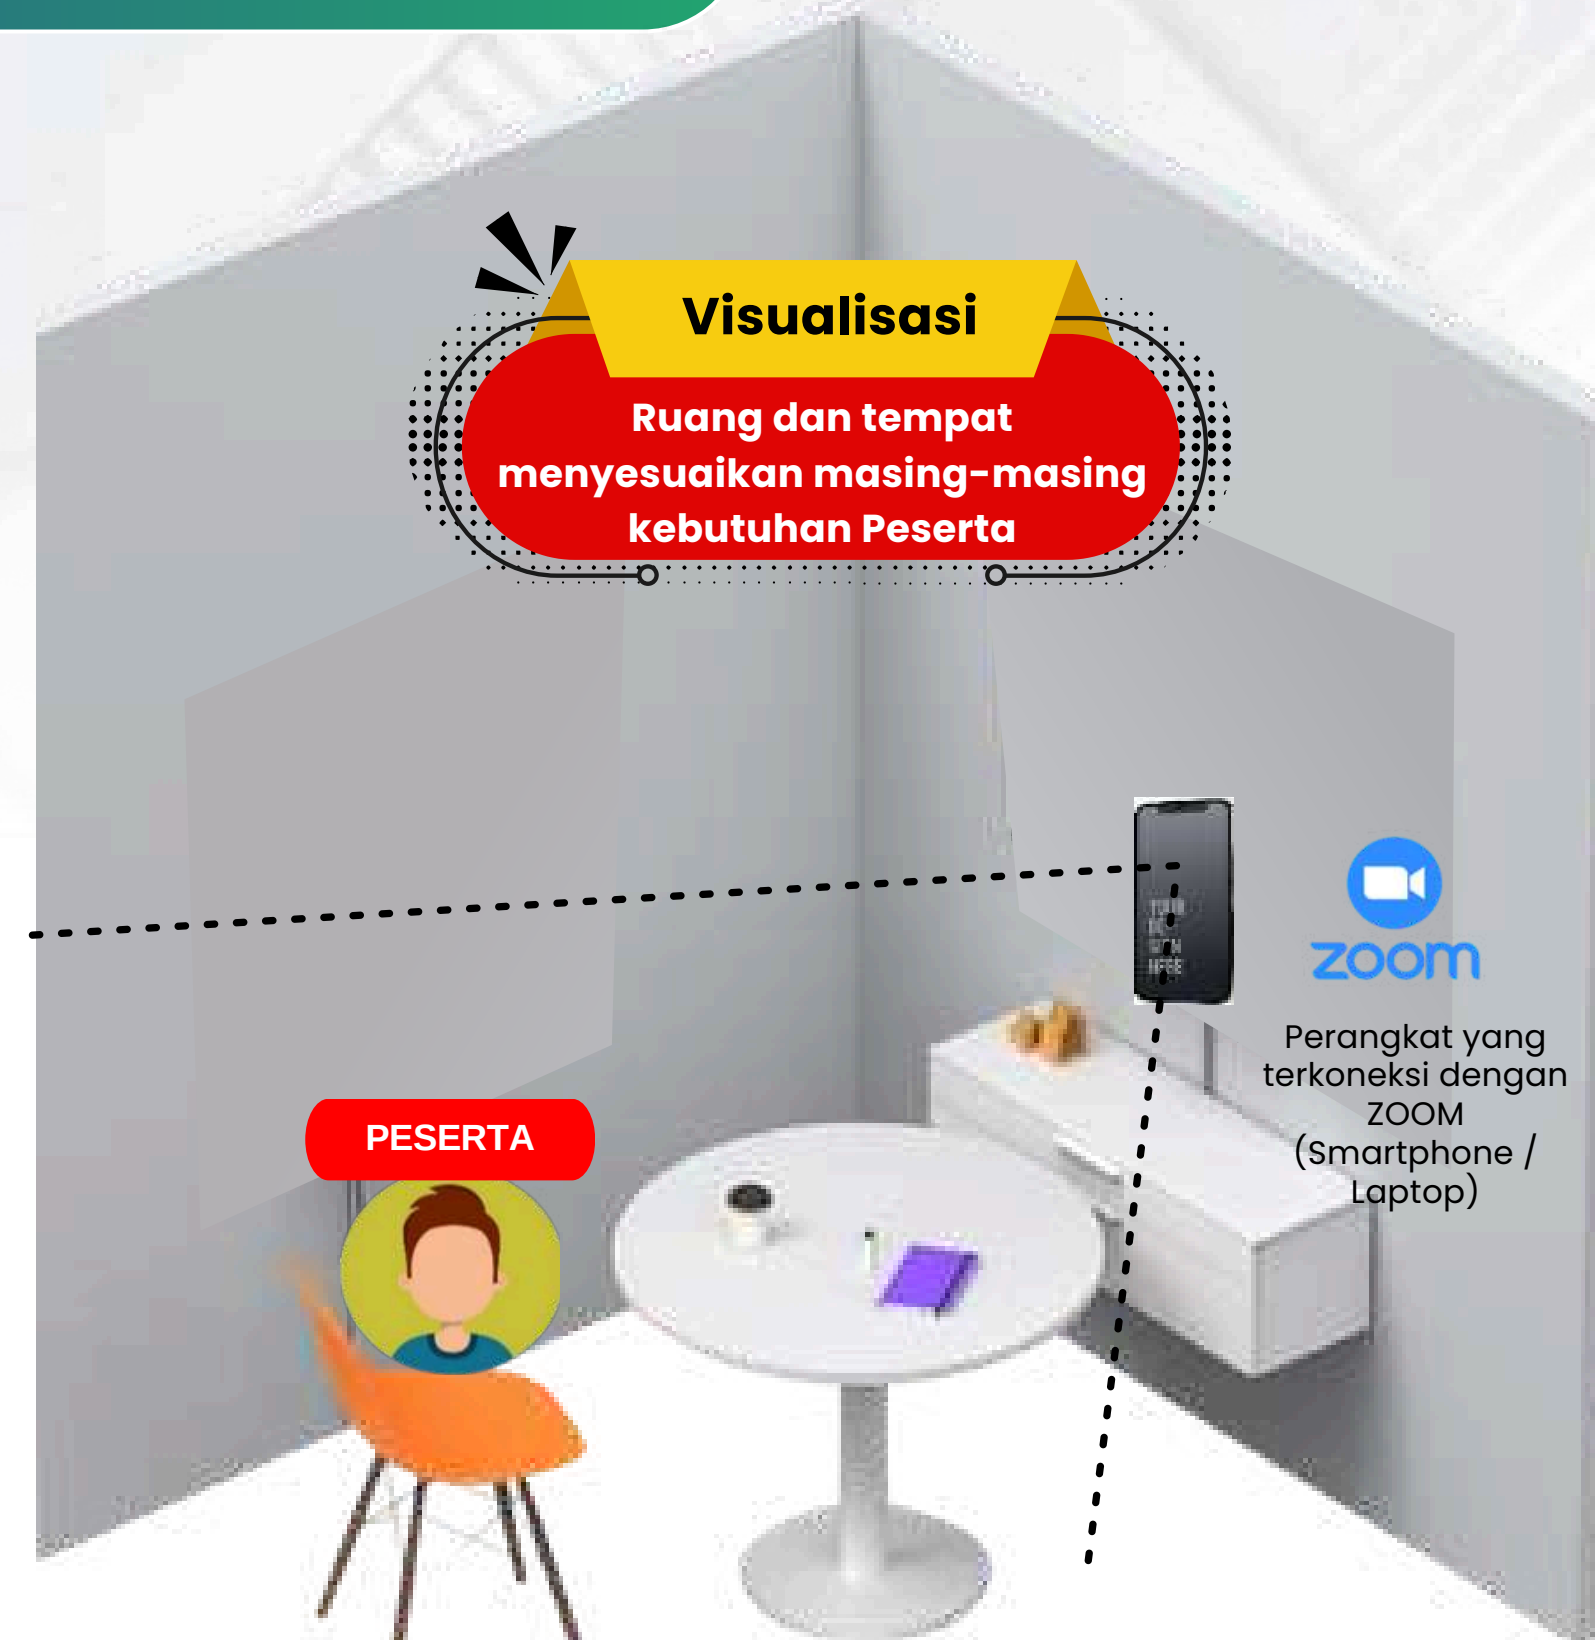 Visualisasi
Ruang dan tempat
menyesuaikan masing-masing
kebutuhan Peserta
zoom
Perangkat yang
terkoneksi dengan
ZOOM
(Smartphone /
Laptop)
PESERTA